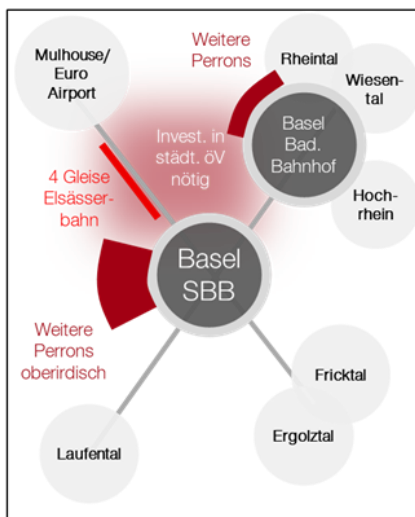 Mulhouse/
Euro
Airport
Weitere
Perrons
Rheintal
Wiesen-
tal
Invest. in
städt. öV
nötig
Basel
Bad.
Bahnhof
4 Gleise
Elsässer-
bahn
Hoch-
rhein
Basel
SBB
Weitere
Perrons
oberirdisch
Fricktal
Ergolztal
Laufental